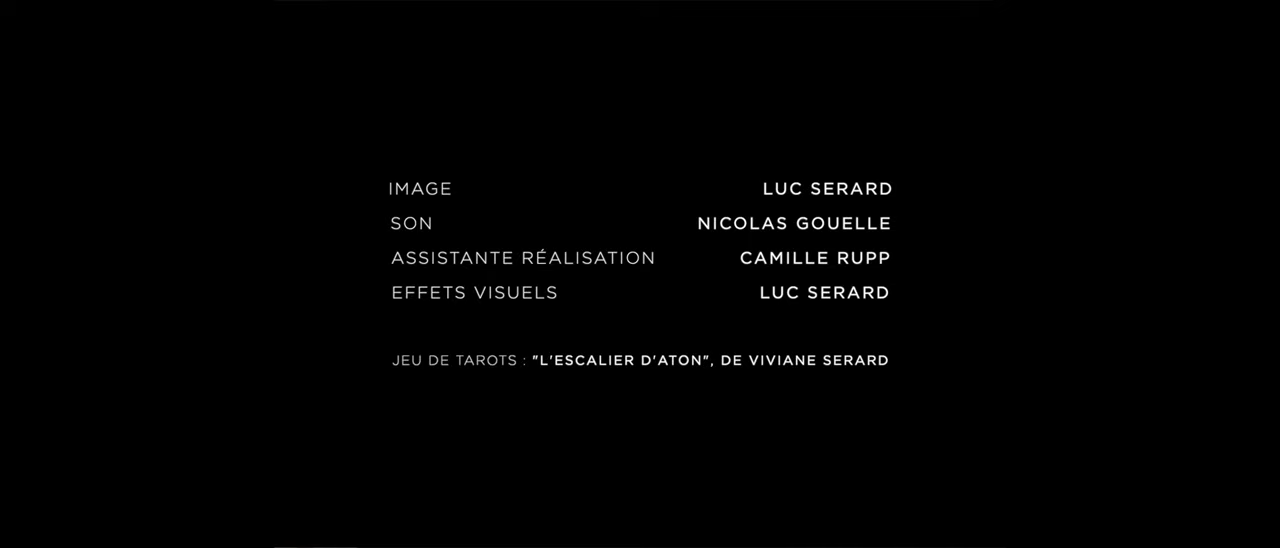 IMAGE LUC SERARD
SON NICOLAS GOUELLE
ASSISTANTE RÉALISATION CAMILLE RUPP
EFFETS VISUELS LUC SERARD
JEU DE TAROTS : "L'ESCALIER D'ATON", DE VIVIANE SERARD